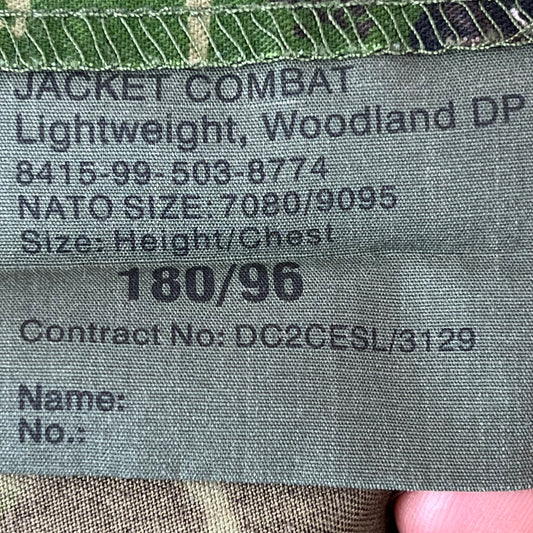 JACKET COMBAT
Lightweight, Woodland DP
8415-99-503-8774
NATO SIZE: 7080/9095
Size: Height/Chest
180/96
Contract No: DC2CESL/3129
Name:
No.: